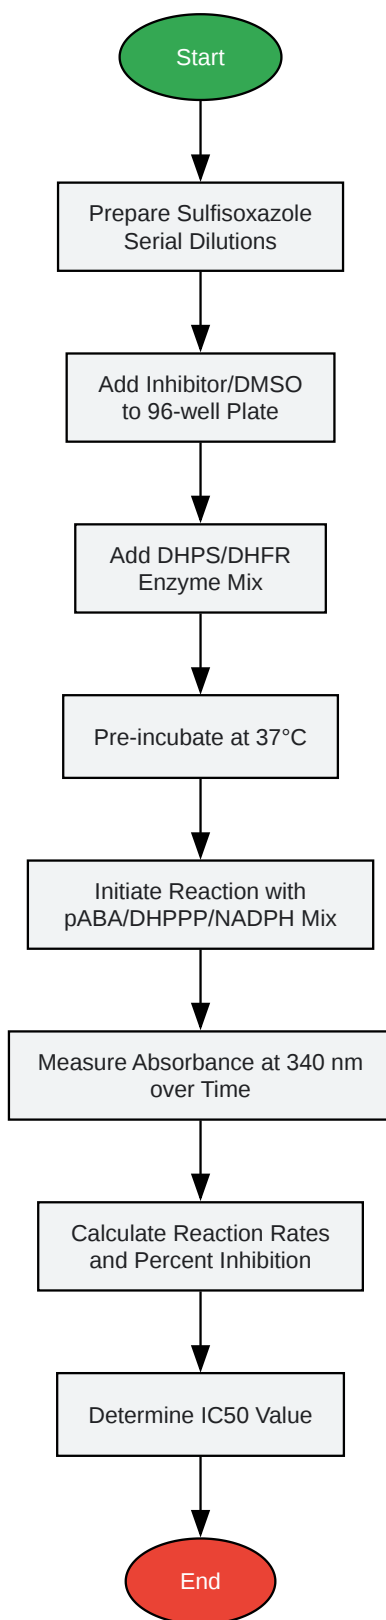 Start
Prepare Sulfisoxazole
Serial Dilutions
Add Inhibitor/DMSO
to 96-well Plate
Add DHPS/DHFR
Enzyme Mix
Pre-incubate at 37°C
Initiate Reaction with
pABA/DHPPP/NADPH Mix
Measure Absorbance at 340 nm
over Time
Calculate Reaction Rates
and Percent Inhibition
Determine IC50 Value
End